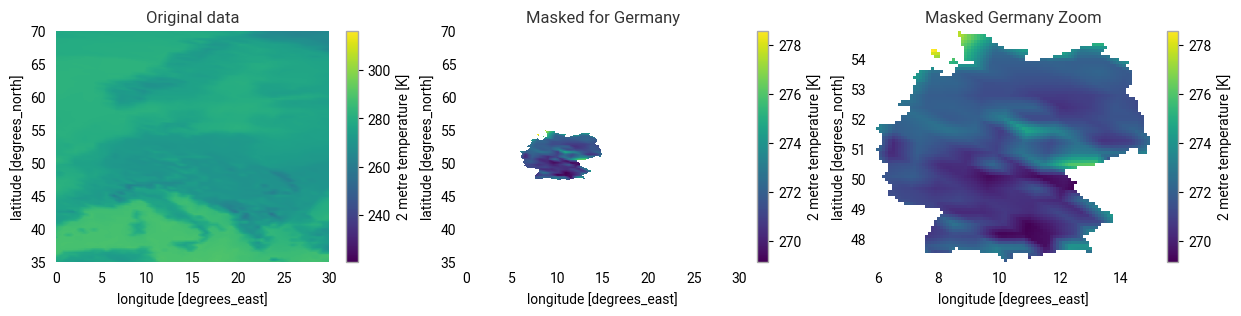 Original data
70
65
60
55
50
45
40
35
0 5 10 15 20 25 30
longitude [degrees_east]
latitude [degrees_north]
300
280
260
240
2 metre temperature [K]
Masked for Germany
70
65
60
55
50
45
40
35
0 5 10 15 20 25 30
longitude [degrees_east]
latitude [degrees_north]
278
276
274
272
270
2 metre temperature [K]
Masked Germany Zoom
54
53
52
51
50
49
48
6 8 10 12 14
longitude [degrees_east]
latitude [degrees_north]
278
276
274
272
270
2 metre temperature [K]